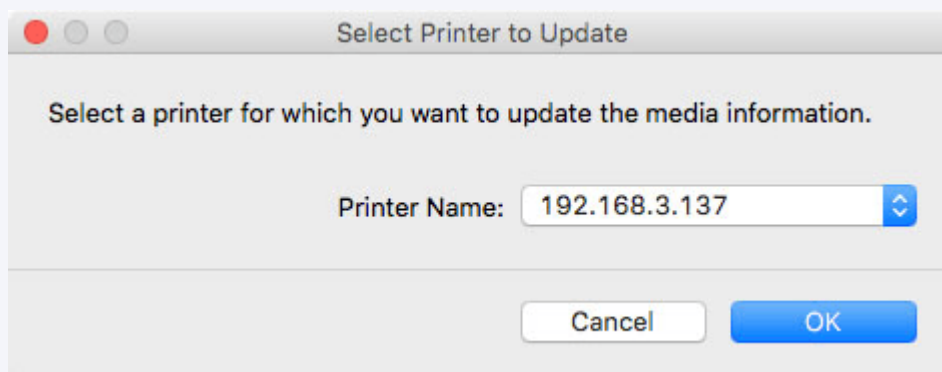 Select Printer to Update
Select a printer for which you want to update the media information.
Printer Name: 192.168.3.137
Cancel OK